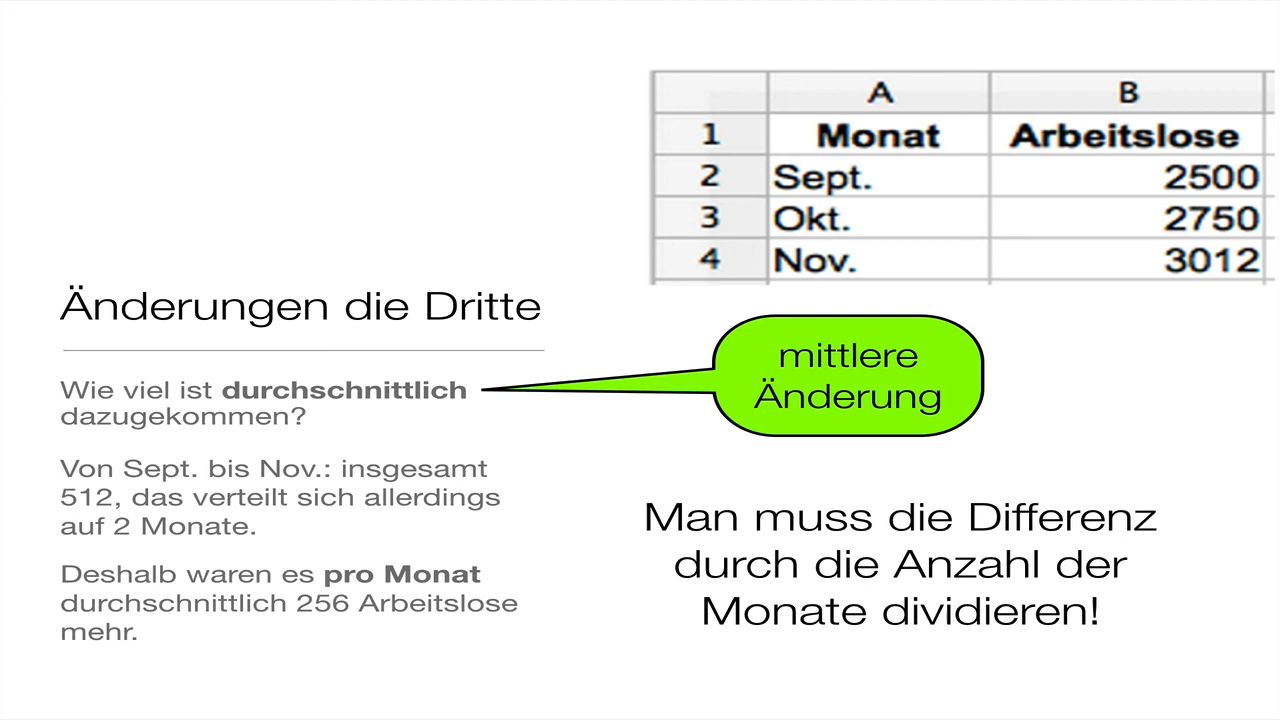 A B
1 Monat Arbeitslose
2 Sept. 2500
3 Okt. 2750
4 Nov. 3012
Änderungen die Dritte
Wie viel ist durchschnittlich
dazugekommen?
mittlere
Änderung
Von Sept. bis Nov.: insgesamt
512, das verteilt sich allerdings
auf 2 Monate.
Deshalb waren es pro Monat
durchschnittlich 256 Arbeitslose
mehr.
Man muss die Differenz
durch die Anzahl der
Monate dividieren!